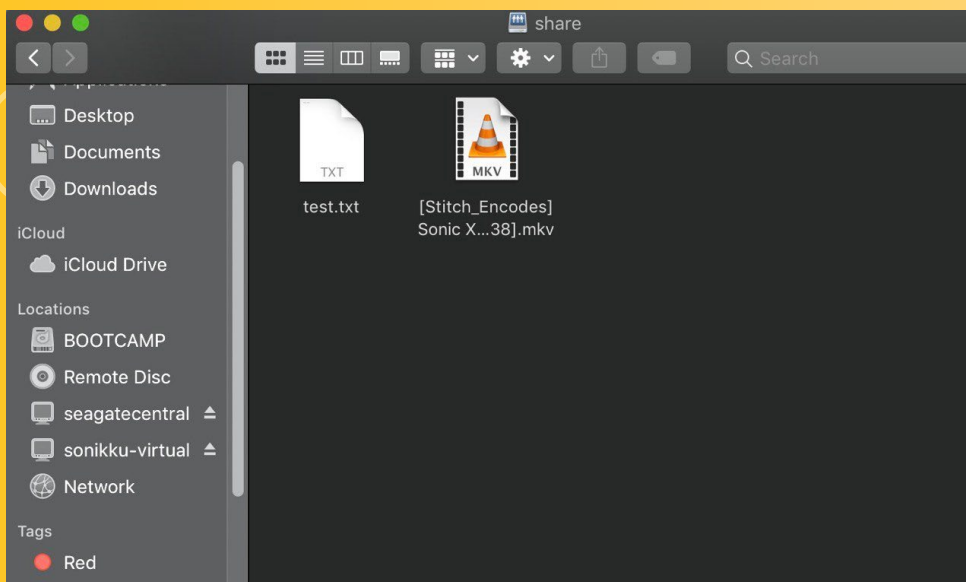 share
Search
Applications
Desktop
Documents
Downloads
iCloud
iCloud Drive
Locations
BOOTCAMP
Remote Disc
seagatecentral
sonikku-virtual
Network
Tags
Red
TXT
test.txt
MKV
[Stitch_Encodes]
Sonic X...38].mkv